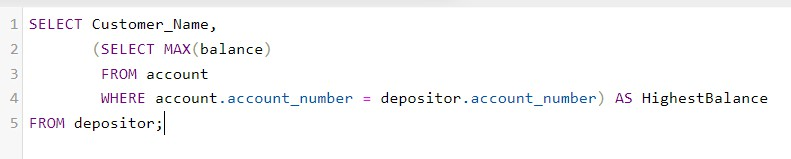 1 SELECT Customer_Name,
2 (SELECT MAX(balance)
3 FROM account
4 WHERE account.account_number = depositor.account_number) AS HighestBalance
5 FROM depositor;